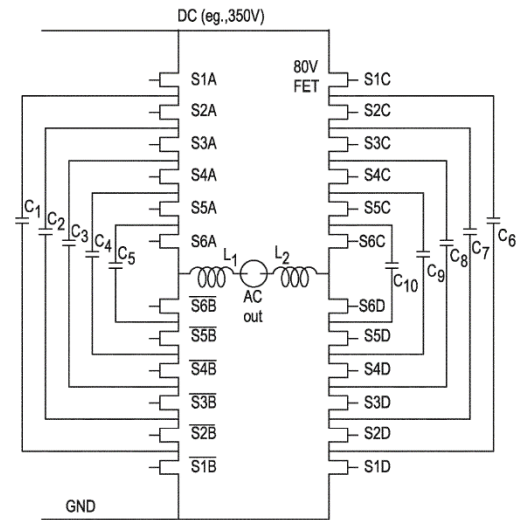 DC (eg.,350V)
80V
FET
S1A
S1C
S2A
S2C
S3A
S3C
S4A
S4C
S5A
S5C
S6A
S6C
C₁
C₂
C₃
C₄
C₅
C₆
C₇
C₈
C₉
C₁₀
L₁
L₂
AC
out
S6B̅
S6D
S5B̅
S5D
S4B̅
S4D
S3B̅
S3D
S2B̅
S2D
S1B̅
S1D
GND